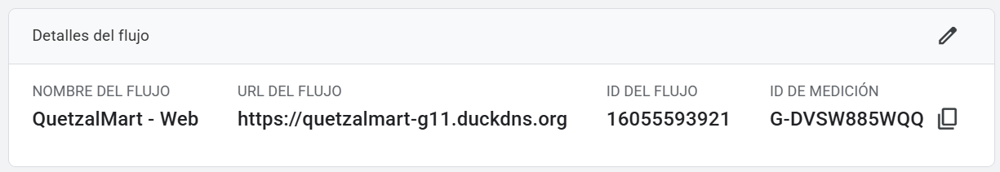 Detalles del flujo
NOMBRE DEL FLUJO URL DEL FLUJO ID DEL FLUJO ID DE MEDICIÓN
QuetzalMart - Web https://quetzalmart-g11.duckdns.org 16055593921 G-DVSW885WQQ